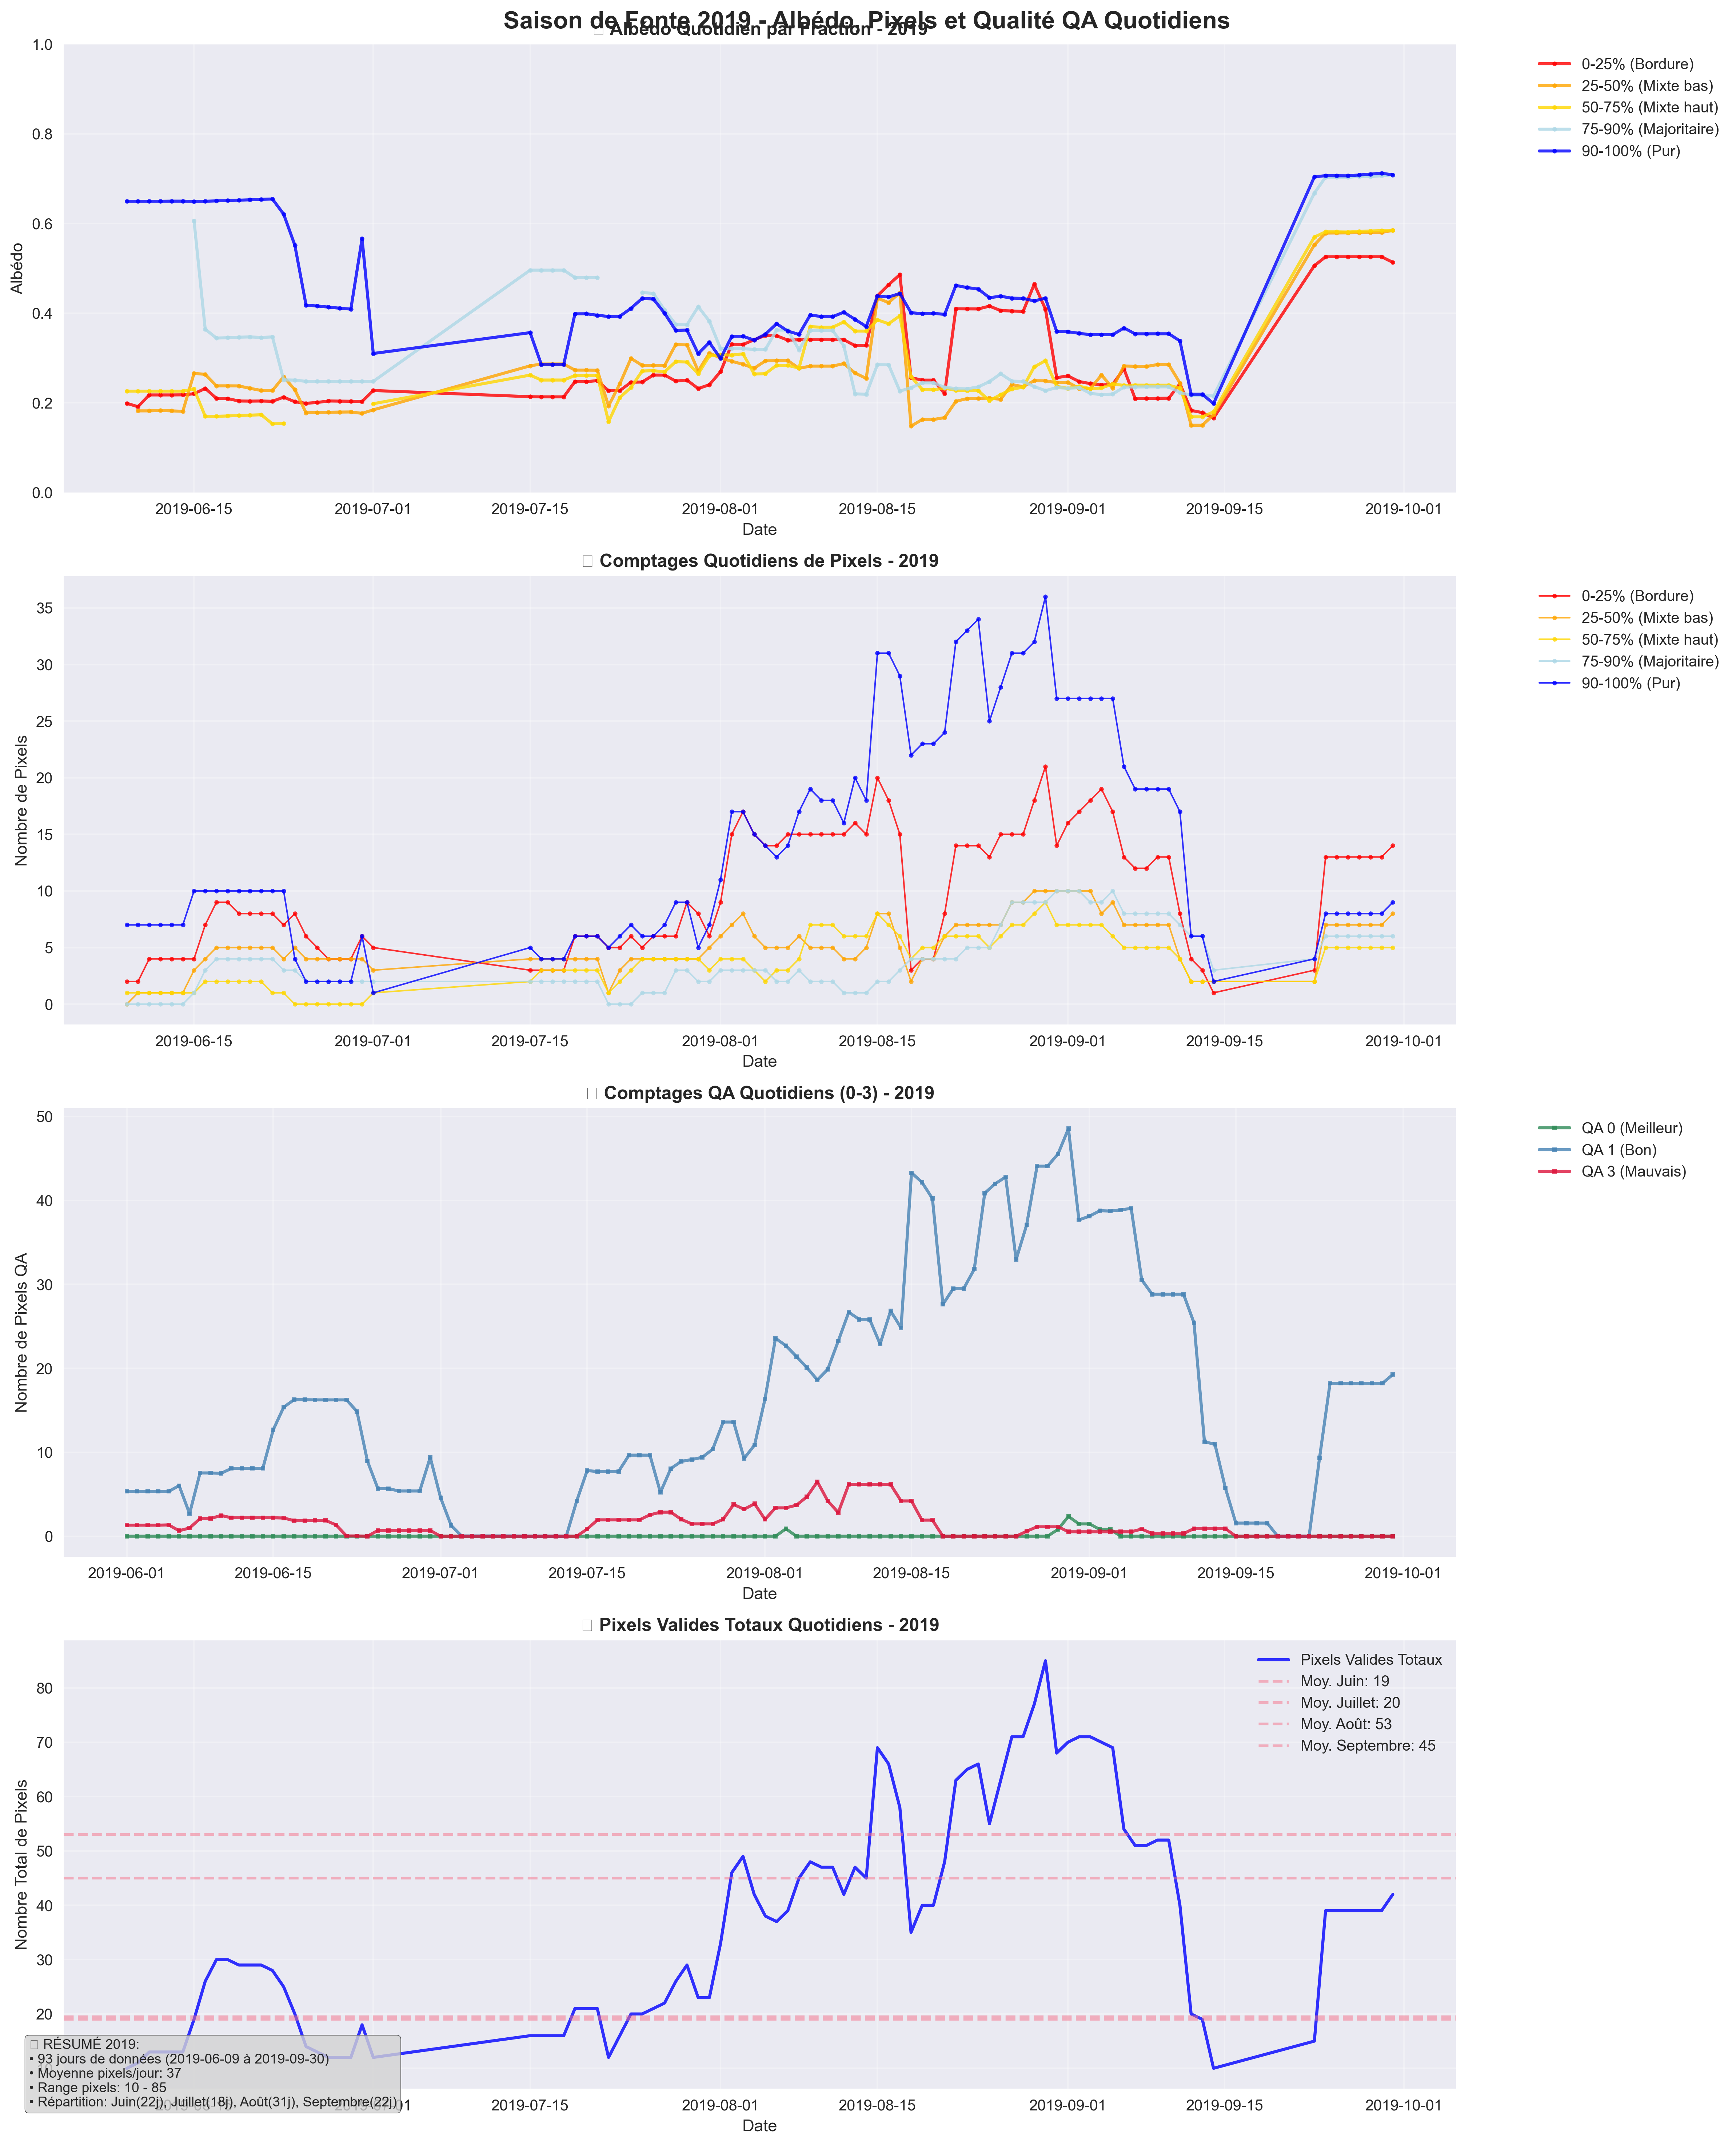 Saison de Fonte 2019 - Albédo, Pixels et Qualité QA Quotidiens
Albédo Quotidien par Fraction - 2019
1.0
0.8
0.6
0.4
0.2
0.0
Albédo
2019-06-15 2019-07-01 2019-07-15 2019-08-01 2019-08-15 2019-09-01 2019-09-15 2019-10-01
Date
0-25% (Bordure)
25-50% (Mixte bas)
50-75% (Mixte haut)
75-90% (Majoritaire)
90-100% (Pur)
Comptages Quotidiens de Pixels - 2019
35
30
25
20
15
10
5
0
Nombre de Pixels
2019-06-15 2019-07-01 2019-07-15 2019-08-01 2019-08-15 2019-09-01 2019-09-15 2019-10-01
Date
0-25% (Bordure)
25-50% (Mixte bas)
50-75% (Mixte haut)
75-90% (Majoritaire)
90-100% (Pur)
Comptages QA Quotidiens (0-3) - 2019
50
40
30
20
10
0
Nombre de Pixels QA
2019-06-01 2019-06-15 2019-07-01 2019-07-15 2019-08-01 2019-08-15 2019-09-01 2019-09-15 2019-10-01
Date
QA 0 (Meilleur)
QA 1 (Bon)
QA 3 (Mauvais)
Pixels Valides Totaux Quotidiens - 2019
80
70
60
50
40
30
20
Nombre Total de Pixels
Pixels Valides Totaux
Moy. Juin: 19
Moy. Juillet: 20
Moy. Août: 53
Moy. Septembre: 45
RÉSUMÉ 2019:
• 93 jours de données (2019-06-09 à 2019-09-30)
• Moyenne pixels/jour: 37
• Range pixels: 10 - 85
• Répartition: Juin(22j), Juillet(18j), Août(31j), Septembre(22j)
2019-07-15 2019-08-01 2019-08-15 2019-09-01 2019-09-15 2019-10-01
Date